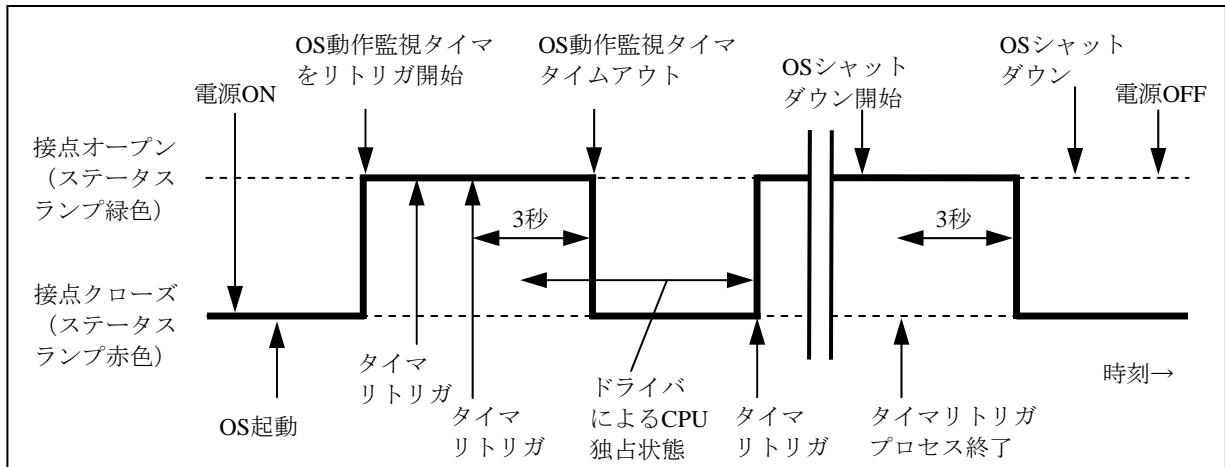 OS動作監視タイマ
をリトリガ開始
OS動作監視タイマ
タイムアウト
OSシャット
ダウン開始
OSシャット
ダウン
電源ON
電源OFF
接点オープン
（ステータス
ランプ緑色）
3秒
3秒
接点クローズ
（ステータス
ランプ赤色）
OS起動
タイマ
リトリガ
タイマ
リトリガ
ドライバ
によるCPU
独占状態
タイマ
リトリガ
タイマリトリガ
プロセス終了
時刻→